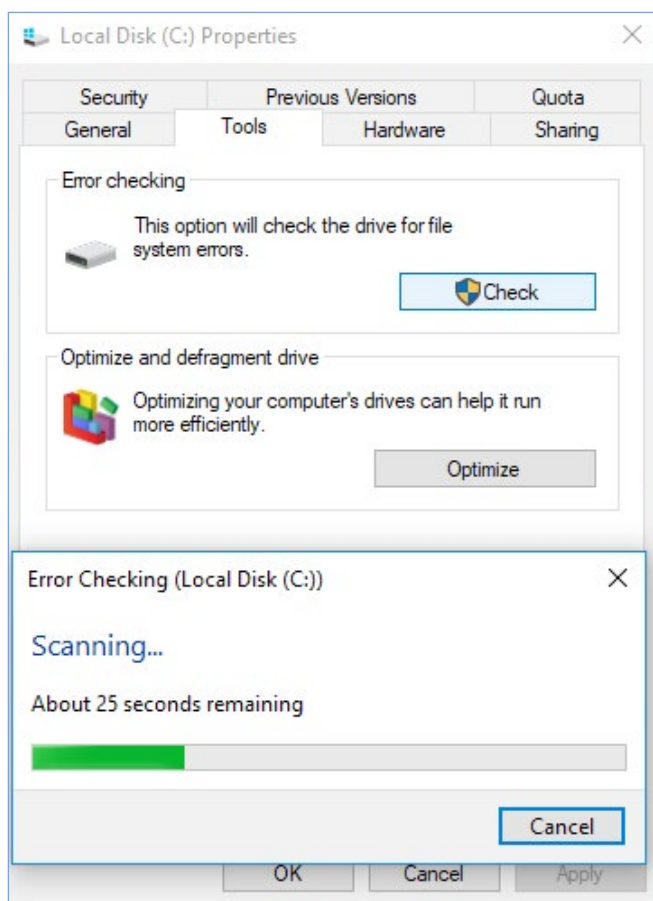 Local Disk (C:) Properties
Security Previous Versions Quota
General Tools Hardware Sharing
Error checking
This option will check the drive for file
system errors.
Check
Optimize and defragment drive
Optimizing your computer's drives can help it run
more efficiently.
Optimize
Error Checking (Local Disk (C:))
Scanning...
About 25 seconds remaining
Cancel
OK Cancel Apply